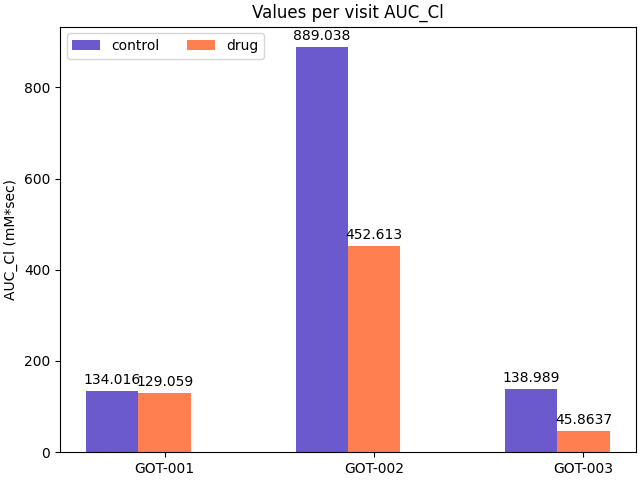 Values per visit AUC_Cl
control drug
AUC_Cl (mM*sec)
800
600
400
200
0
889.038
452.613
134.016 129.059
138.989
45.8637
GOT-001 GOT-002 GOT-003